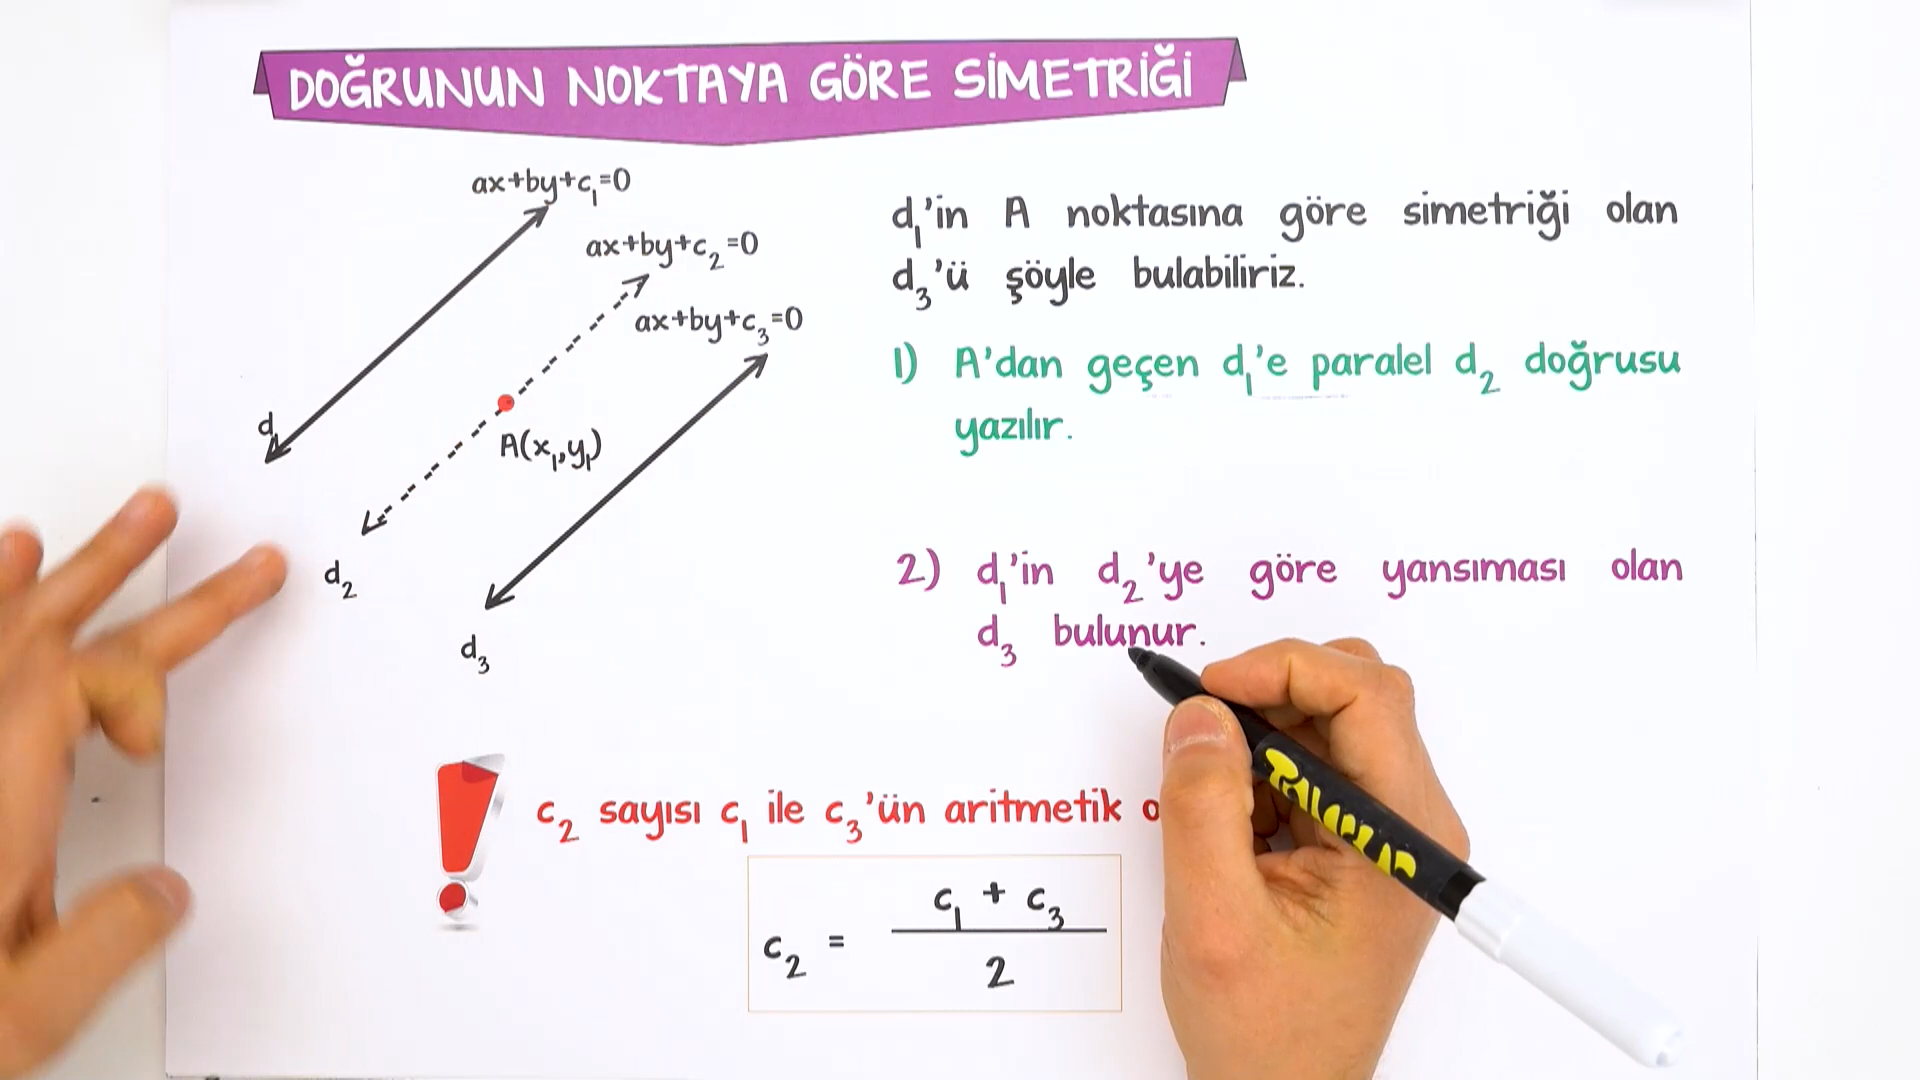 DOĞRUNUN NOKTAYA GÖRE SİMETRİĞİ
ax+by+c₁=0
ax+by+c₂=0
ax+by+c₃=0
d₁
A(x₁,y₁)
d₂
d₃
d₁'in A noktasına göre simetriği olan
d₃'ü şöyle bulabiliriz.
1) A'dan geçen d₁'e paralel d₂ doğrusu
yazılır.
2) d₁'in d₂'ye göre yansıması olan
d₃ bulunur.
c₂ sayısı c₁ ile c₃'ün aritmetik
c₂ = c₁ + c₃
2